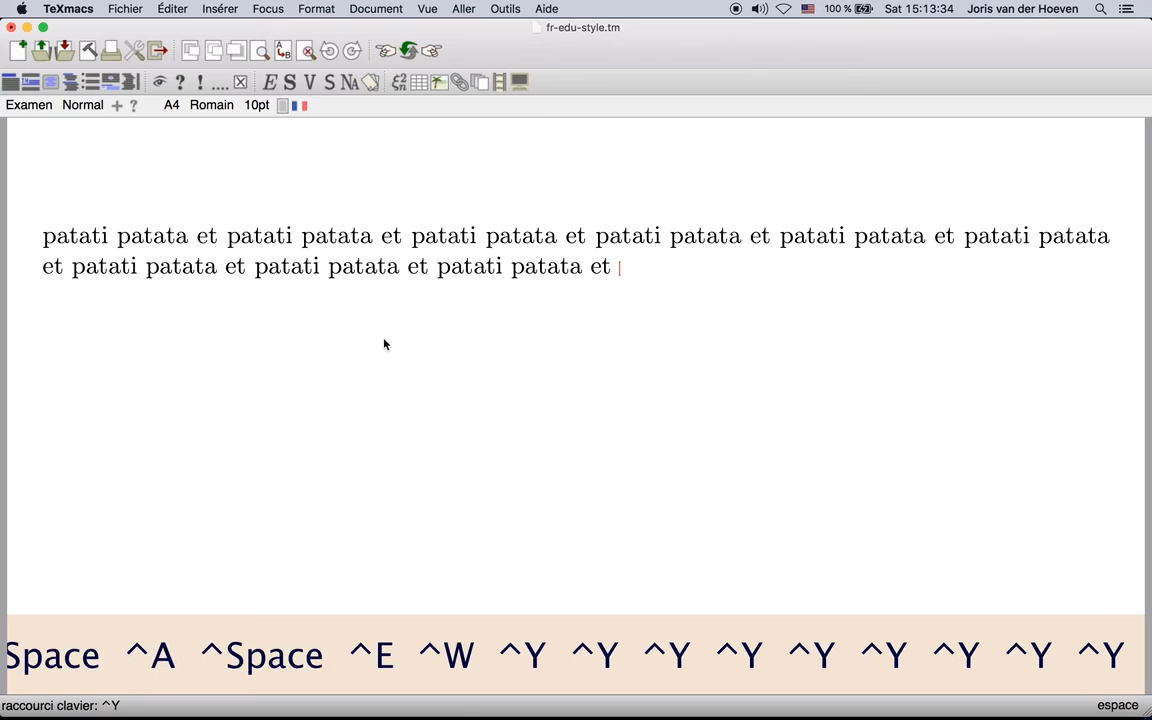 TeXmacs Fichier Éditer Insérer Focus Format Document Vue Aller Outils Aide 100 % Sat 15:13:34 Joris van der Hoeven
fr-edu-style.tm
Examen Normal + ? A4 Romain 10pt
patati patata et patati patata et patati patata et patati patata et patati patata et patati patata
et patati patata et patati patata et patati patata et
Space ^A ^Space ^E ^W ^Y ^Y ^Y ^Y ^Y ^Y ^Y ^Y ^Y
raccourci clavier: ^Y espace